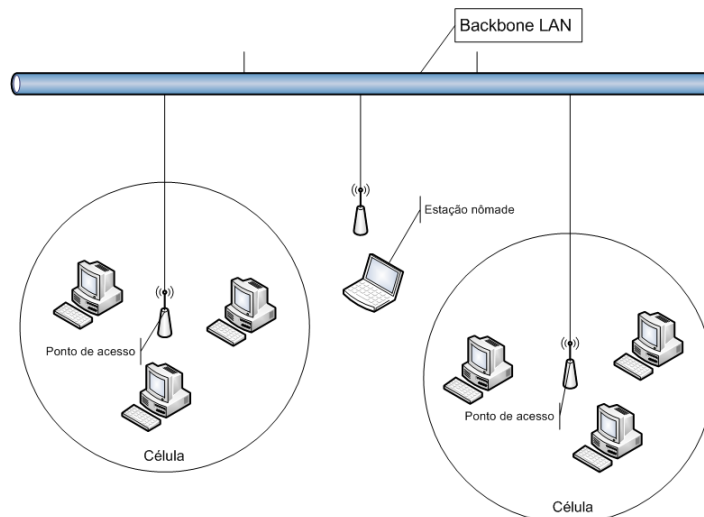 Backbone LAN
Estação nômade
Ponto de acesso
Célula
Ponto de acesso
Célula